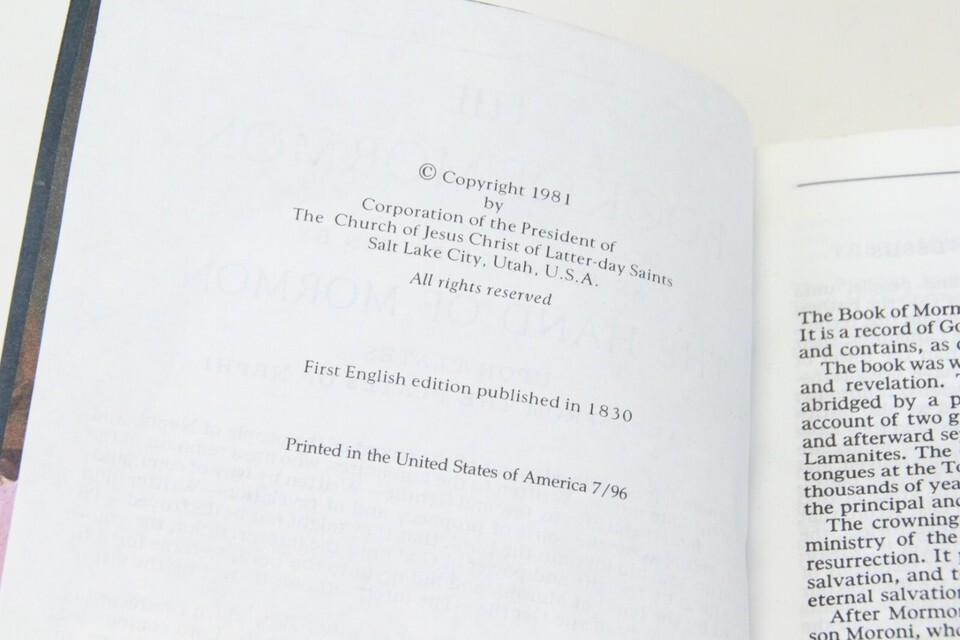 © Copyright 1981
by
Corporation of the President of
The Church of Jesus Christ of Latter-day Saints
Salt Lake City, Utah, U.S.A.
All rights reserved
First English edition published in 1830
Printed in the United States of America 7/96
The Book of Morm
It is a record of Go
and contains, as
The book was w
and revelation.
abridged by a p
account of two g
and afterward se
Lamanites. The
tongues at the To
thousands of yea
the principal and
The crowning
ministry of the
resurrection. It
salvation, and t
eternal salvation
After Mormo
son Moroni, who